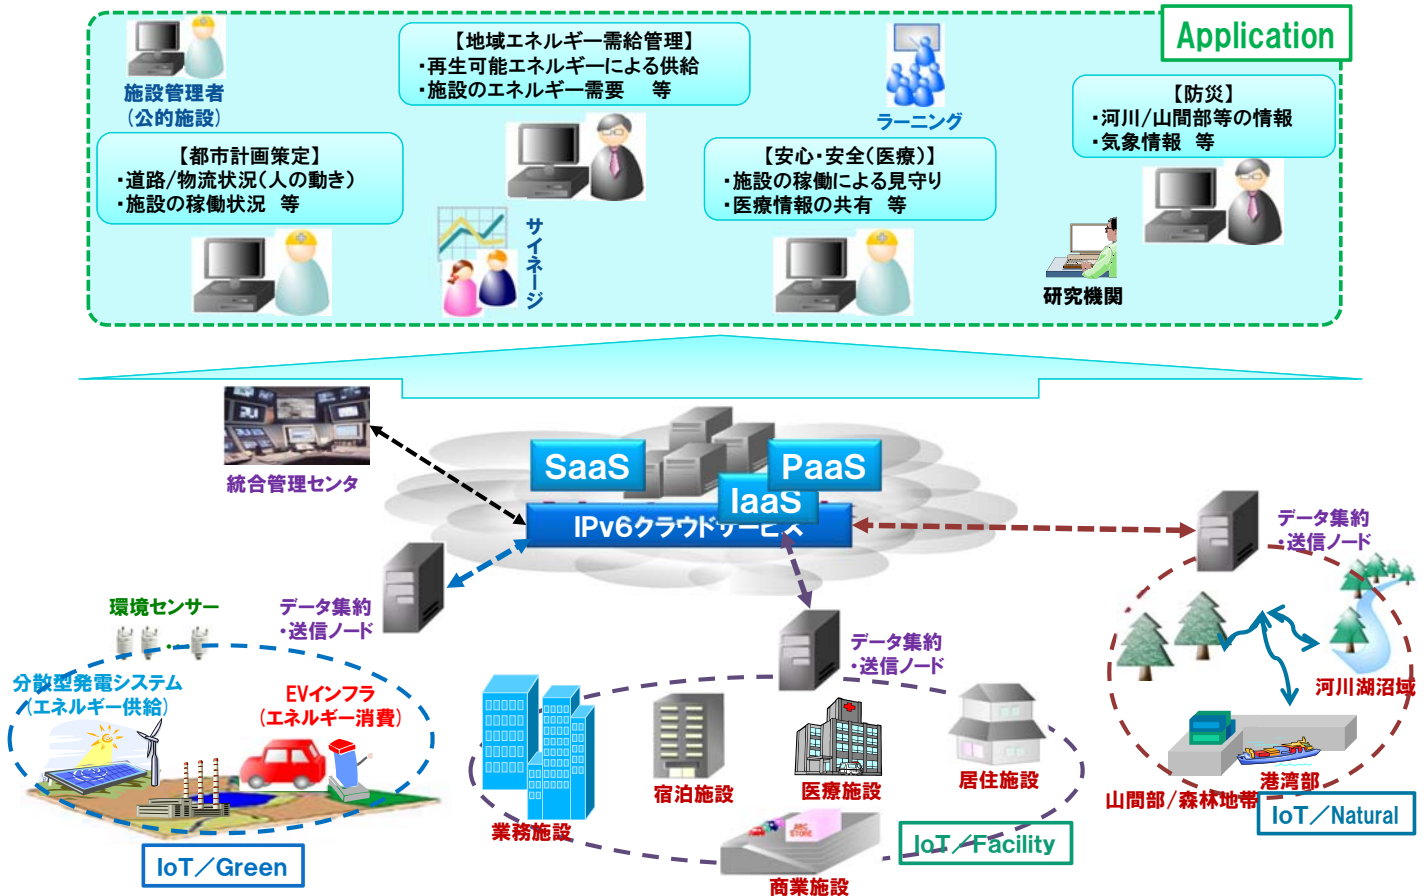 Application
施設管理者
(公的施設)
【地域エネルギー需給管理】
・再生可能エネルギーによる供給
・施設のエネルギー需要　等
ラーニング
【防災】
・河川/山間部等の情報
・気象情報　等
【都市計画策定】
・道路/物流状況(人の動き)
・施設の稼働状況　等
サイネージ
【安心・安全(医療)】
・施設の稼働による見守り
・医療情報の共有　等
研究機関
統合管理センタ
SaaS
PaaS
IaaS
IPv6クラウドサービス
データ集約
・送信ノード
環境センサー
データ集約
・送信ノード
データ集約
・送信ノード
分散型発電システム
(エネルギー供給)
EVインフラ
(エネルギー消費)
河川湖沼域
宿泊施設
医療施設
居住施設
港湾部
山間部/森林地帯
業務施設
ABC
STORE
商業施設
IoT／Green
IoT／Facility
IoT／Natural